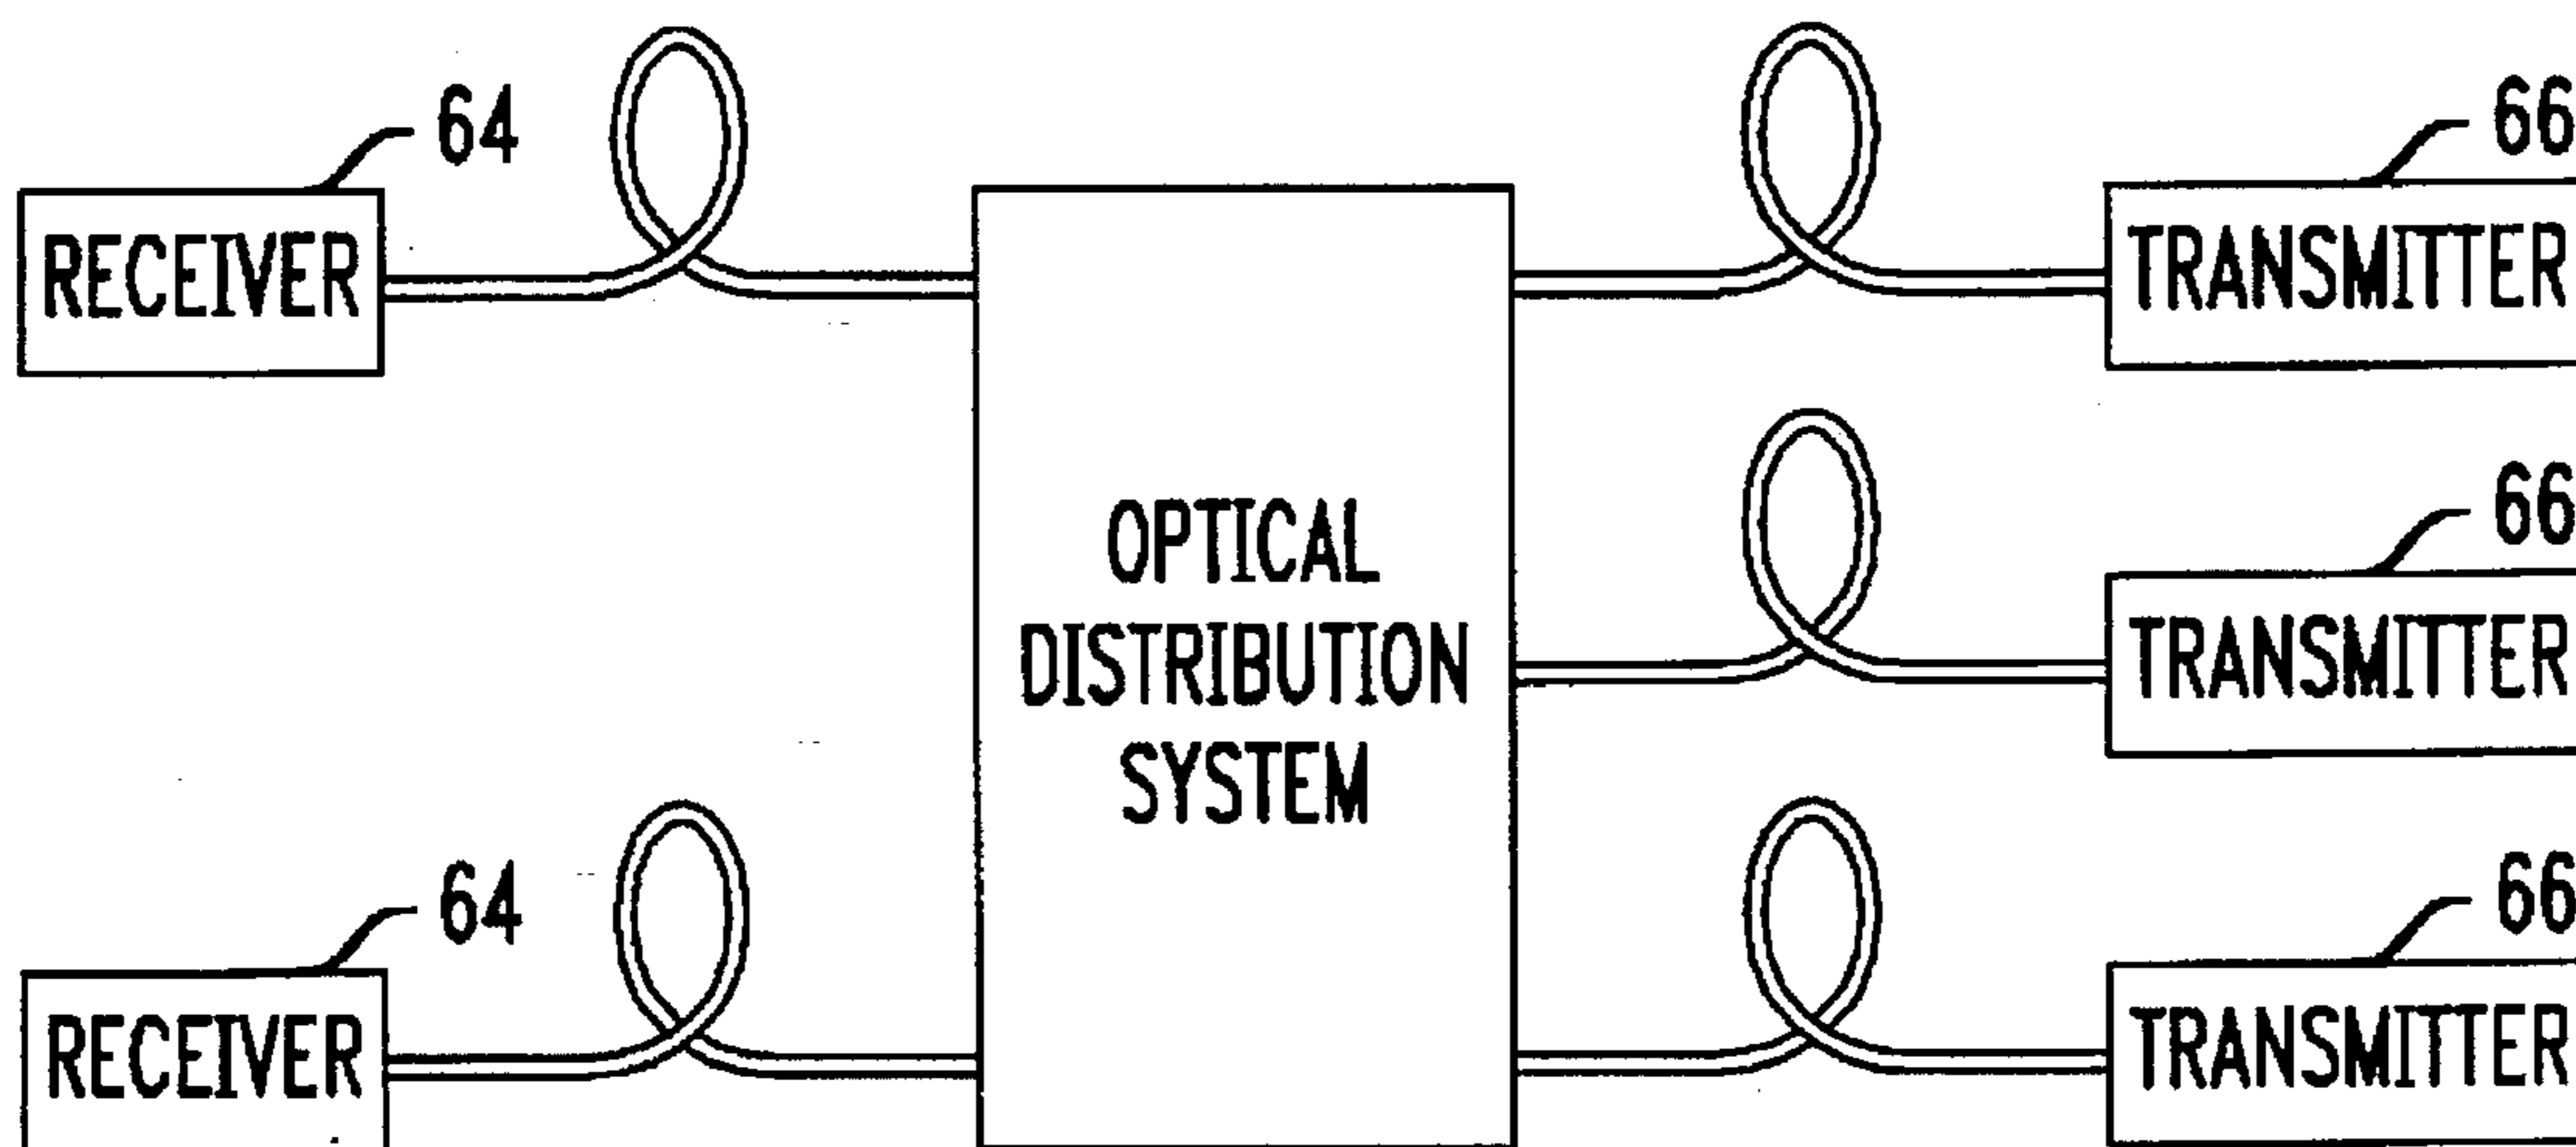 64
66
RECEIVER
TRANSMITTER
66
OPTICAL
DISTRIBUTION
SYSTEM
TRANSMITTER
64
66
RECEIVER
TRANSMITTER